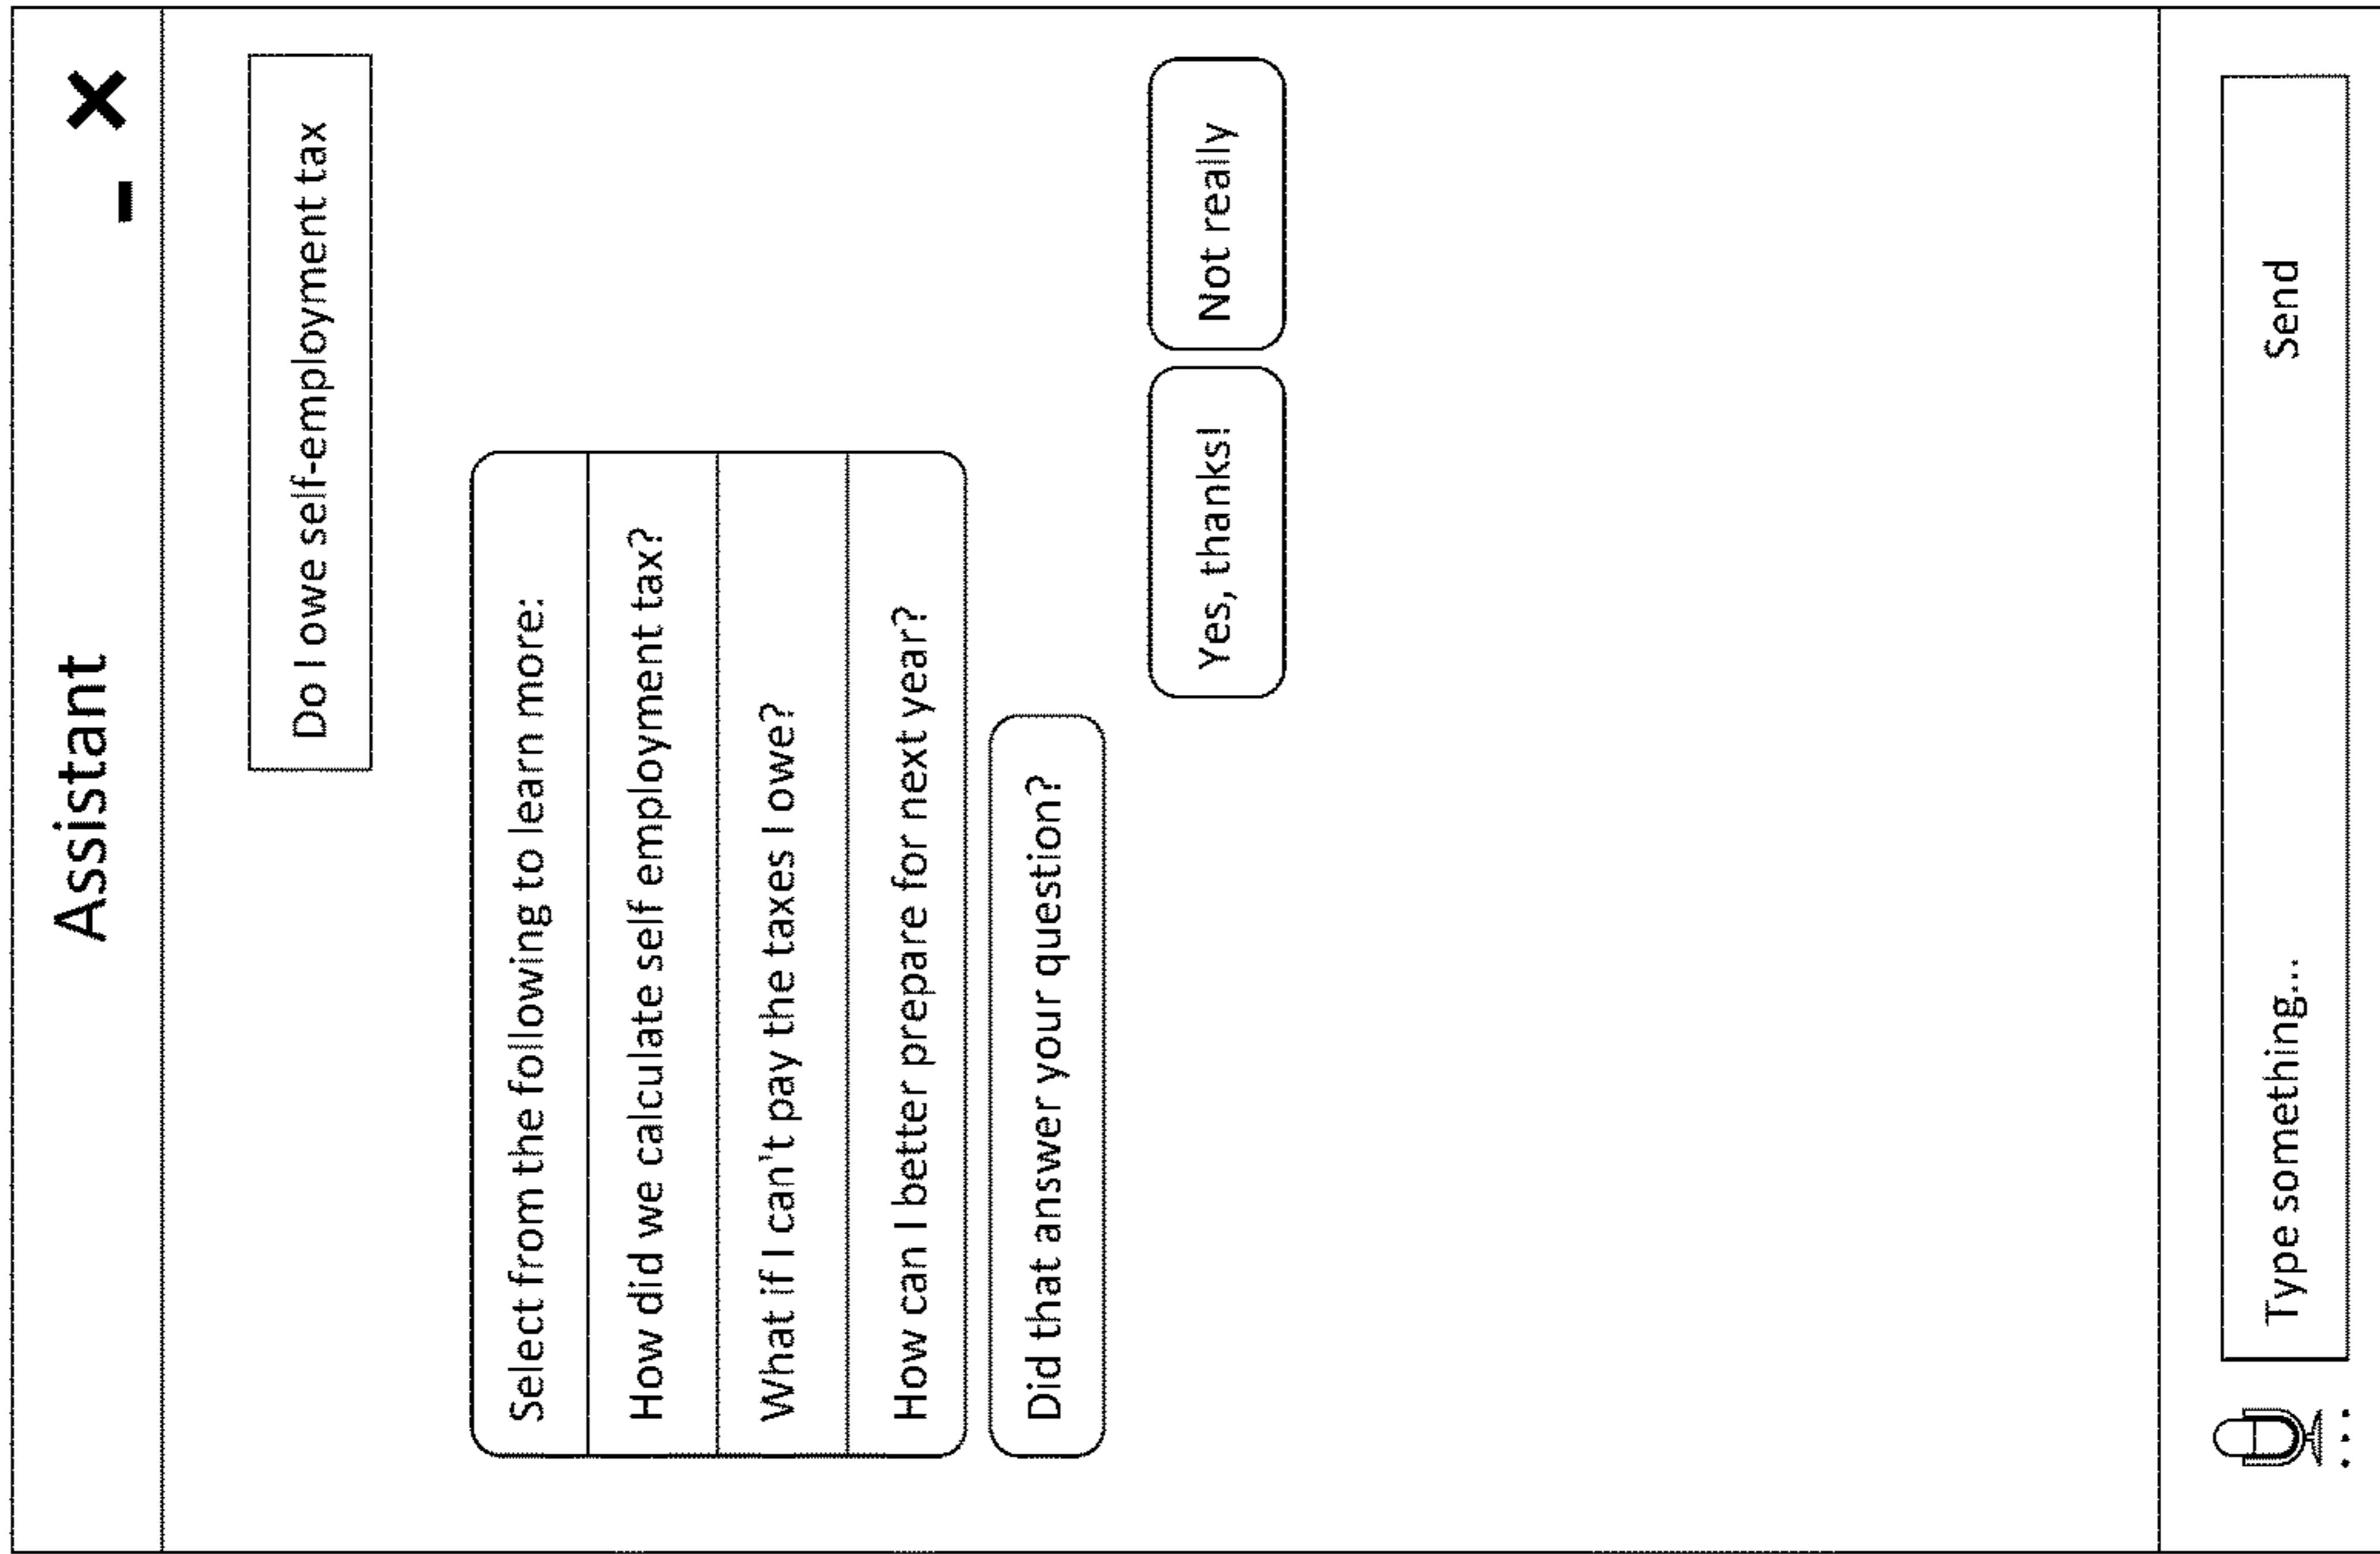 Assistant
Do I owe self-employment tax
Select from the following to learn more:
How did we calculate self employment tax?
What if I can't pay the taxes I owe?
How can I better prepare for next year?
Did that answer your question?
Yes, thanks! Not really
Type something... Send